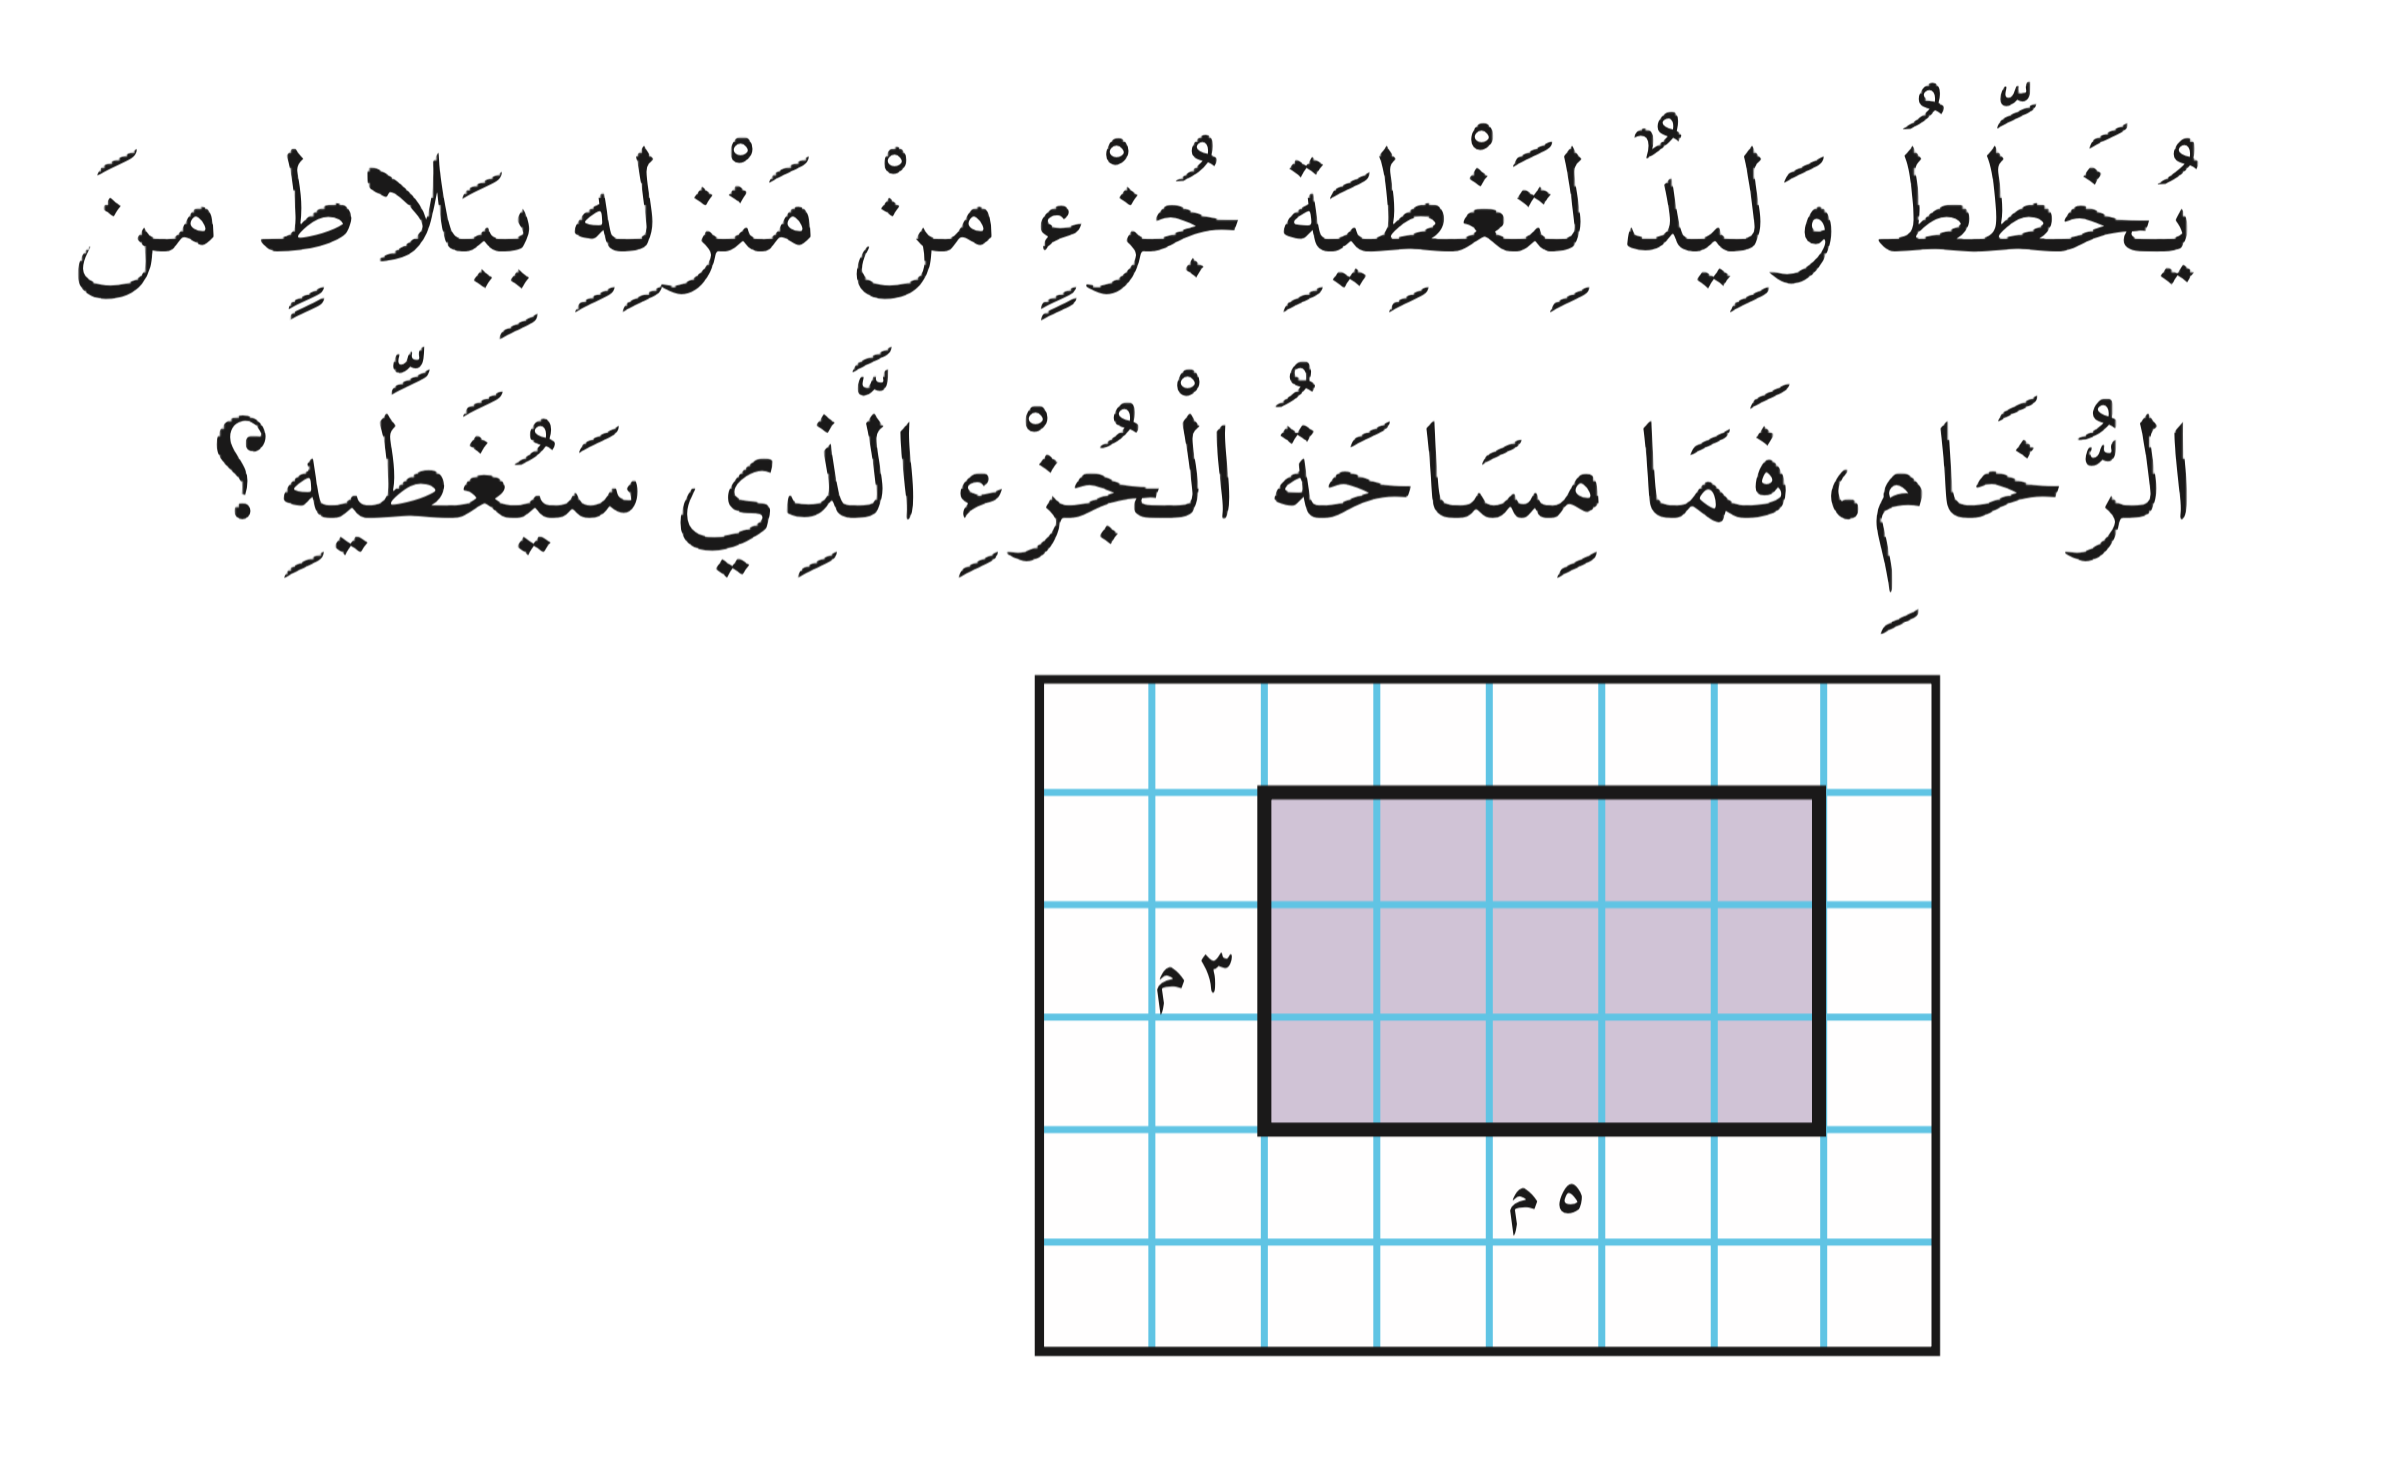 يُخَطِّطُ وَلِيدٌ لِتَغْطِيَةِ جُزْءٍ مِنْ مَنْزِلِهِ بِبَلاطٍ مِنَ
الرُّخَامِ، فَمَا مِسَاحَةُ الْجُزْءِ الَّذِي سَيُغَطِّيهِ؟
٣ م
٥ م